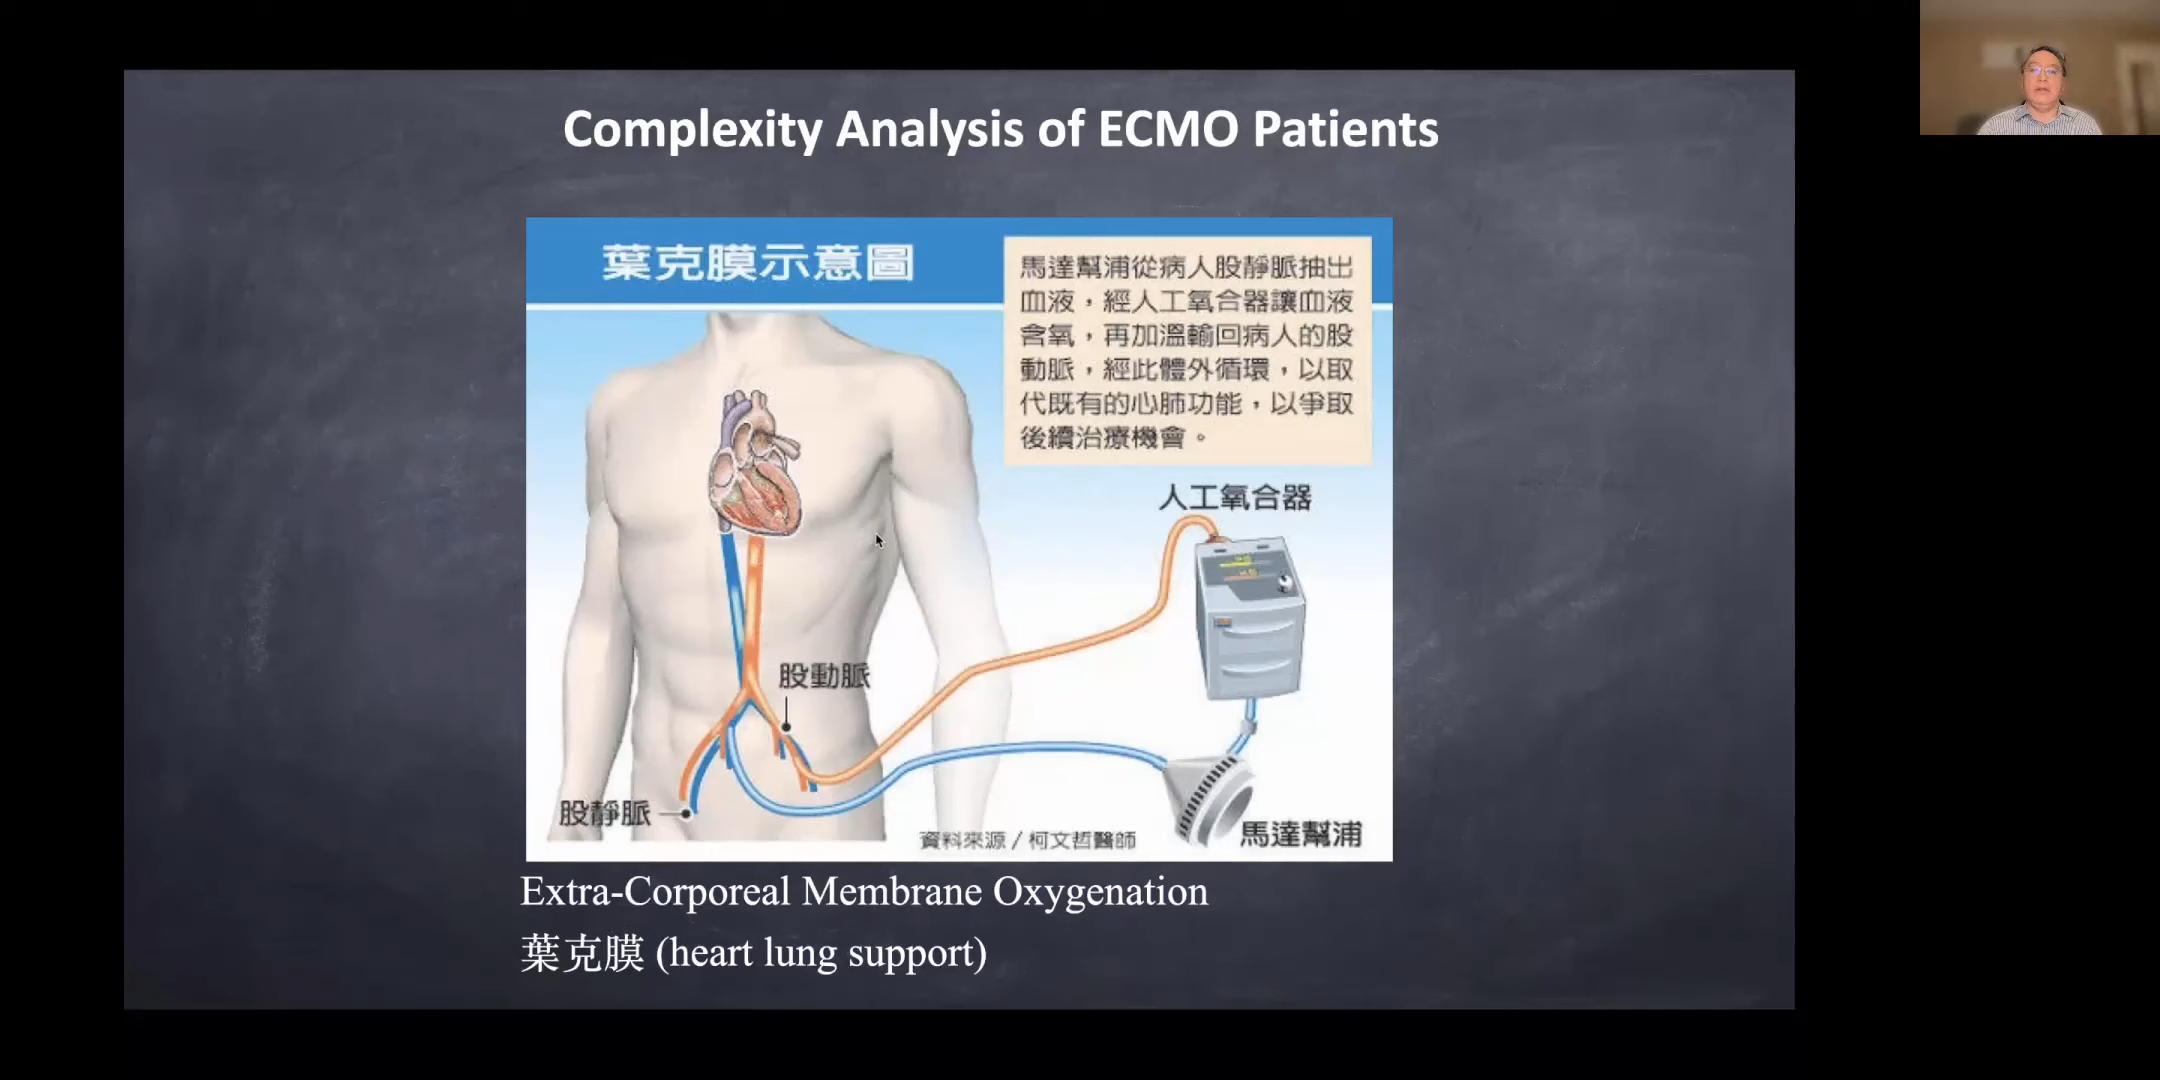 Complexity Analysis of ECMO Patients
葉克膜示意圖
馬達幫浦從病人股靜脈抽出
血液，經人工氧合器讓血液
含氧，再加溫輸回病人的股
動脈，經此體外循環，以取
代既有的心肺功能，以爭取
後續治療機會。
人工氧合器
股動脈
股靜脈
資料來源/柯文哲醫師
馬達幫浦
Extra-Corporeal Membrane Oxygenation
葉克膜 (heart lung support)